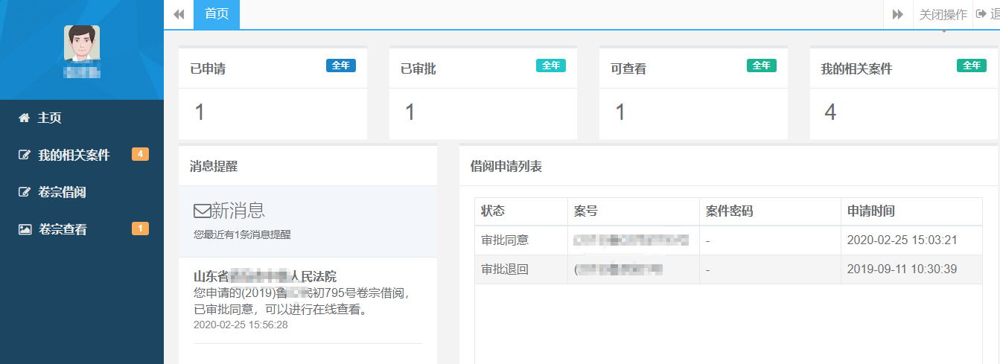 首页
关闭操作
主页
我的相关案件 4
卷宗借阅
卷宗查看 1
已申请 全年
1
已审批 全年
1
可查看 全年
1
我的相关案件 全年
4
消息提醒
新消息
您最近有1条消息提醒
山东省 人民法院
您申请的(2019)鲁 民初795号卷宗借阅，
已审批同意，可以进行在线查看。
2020-02-25 15:56:28
借阅申请列表
状态 案号 案件密码 申请时间
审批同意 - 2020-02-25 15:03:21
审批退回 ( - 2019-09-11 10:30:39